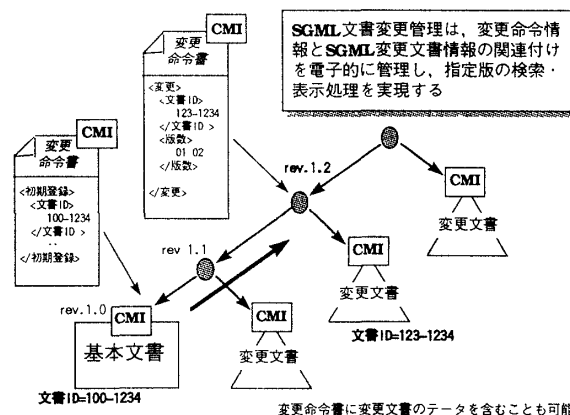 SGML文書変更管理は，変更命令情
報とSGML変更文書情報の関連付け
を電子的に管理し，指定版の検索・
表示処理を実現する
CMI
変更
命令書
<変更>
<文書ID>
123-1234
</文書ID >
<版数>
01 02
</版数>
</変更>
CMI
変更
命令書
<初期登録>
<文書ID>
100-1234
</文書ID >
..
</初期登録>
rev.1.2
CMI
変更文書
rev 1.1
CMI
変更文書
文書ID=123-1234
rev.1.0
CMI
基本文書
CMI
変更文書
文書ID=100-1234
変更命令書に変更文書のテータを含むことも可能